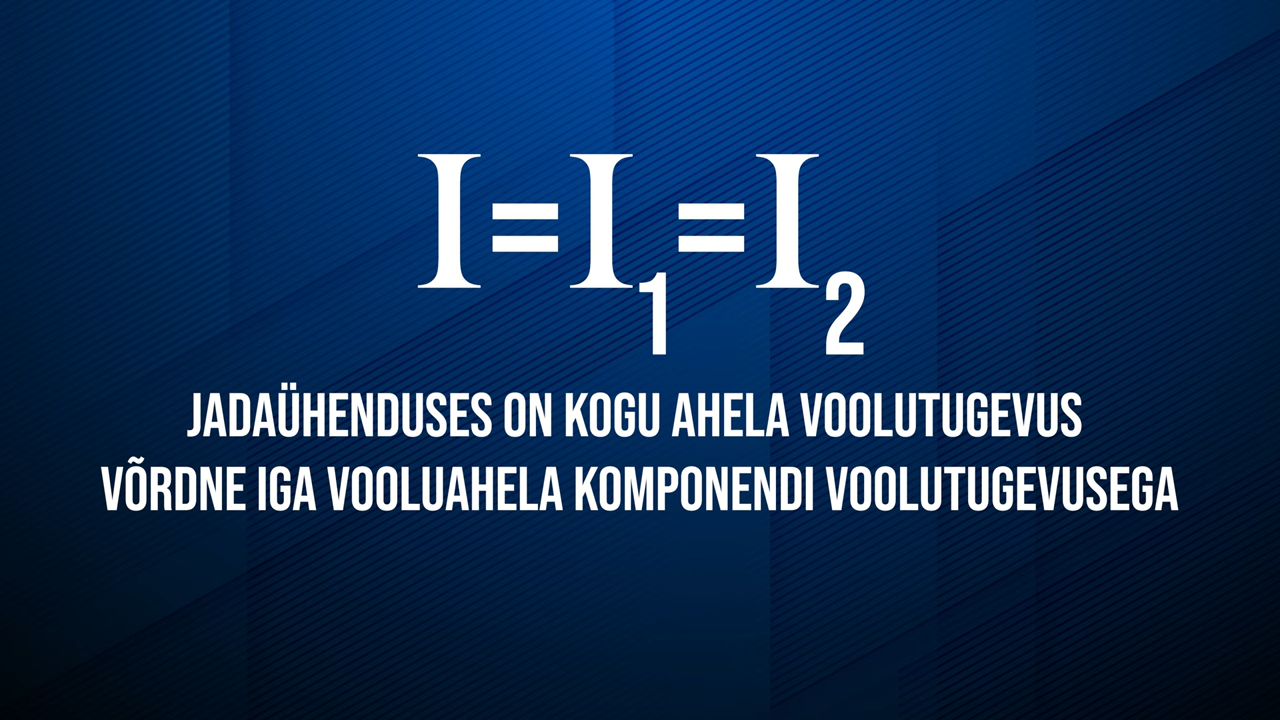 I=I₁=I₂
JADAÜHENDUSES ON KOGU AHELA VOOLUTUGEVUS
VÕRDNE IGA VOOLUAHELA KOMPONENDI VOOLUTUGEVUSEGA